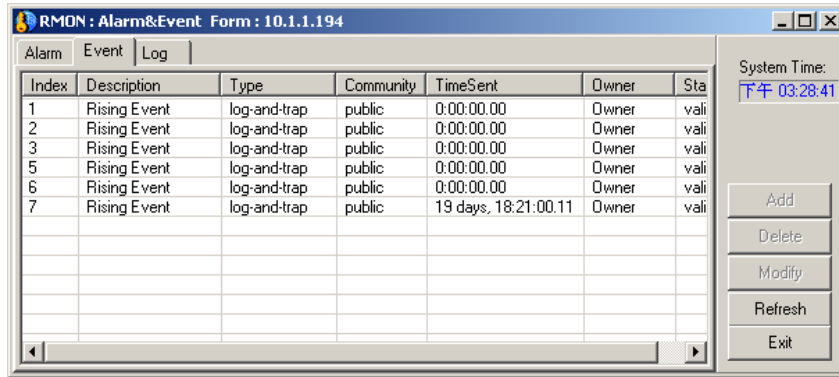 RMON : Alarm&Event Form : 10.1.1.194
Alarm Event Log
Index Description Type Community TimeSent Owner Sta
1 Rising Event log-and-trap public 0:00:00.00 Owner vali
2 Rising Event log-and-trap public 0:00:00.00 Owner vali
3 Rising Event log-and-trap public 0:00:00.00 Owner vali
5 Rising Event log-and-trap public 0:00:00.00 Owner vali
6 Rising Event log-and-trap public 0:00:00.00 Owner vali
7 Rising Event log-and-trap public 19 days, 18:21:00.11 Owner vali
System Time:
下午 03:28:41
Add
Delete
Modify
Refresh
Exit